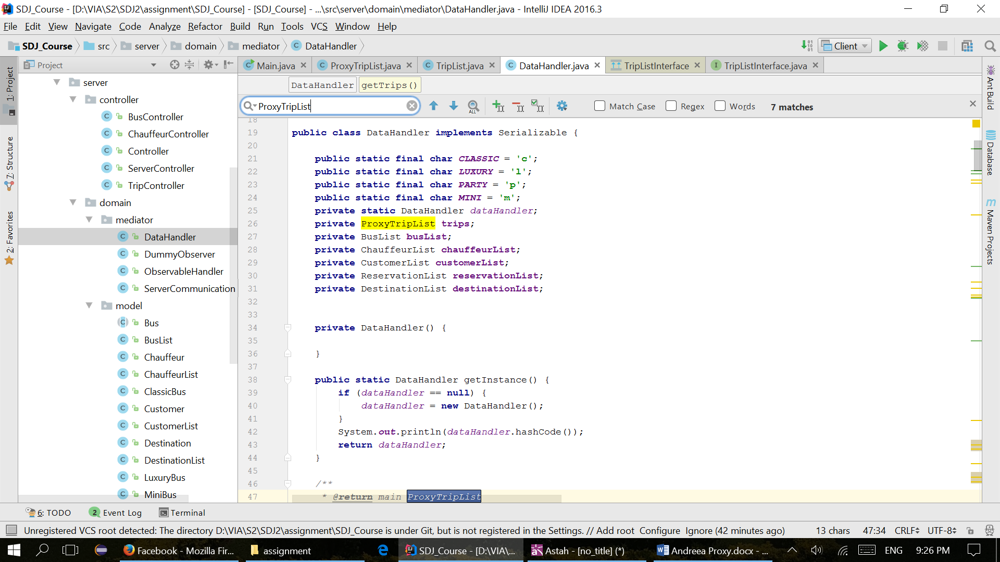 SDJ_Course - [D:\VIA\S2\SDJ2\assignment\SDJ_Course] - [SDJ_Course] - ...\src\server\domain\mediator\DataHandler.java - IntelliJ IDEA 2016.3
File Edit View Navigate Code Analyze Refactor Build Run Tools VCS Window Help
SDJ_Course src server domain mediator DataHandler Client
Project Main.java ProxyTripList.java TripList.java DataHandler.java TripListInterface TripListInterface.java
DataHandler getTrips()
ProxyTripList Match Case Regex Words 7 matches
1: Project
7: Structure
2: Favorites
server
controller
BusController
ChauffeurController
Controller
ServerController
TripController
domain
mediator
DataHandler
DummyObserver
ObservableHandler
ServerCommunication
model
Bus
BusList
Chauffeur
ChauffeurList
ClassicBus
Customer
CustomerList
Destination
DestinationList
LuxuryBus
MiniBus
18
19 public class DataHandler implements Serializable {
20
21 public static final char CLASSIC = 'c';
22 public static final char LUXURY = 'l';
23 public static final char PARTY = 'p';
24 public static final char MINI = 'm';
25 private static DataHandler dataHandler;
26 private ProxyTripList trips;
27 private BusList busList;
28 private ChauffeurList chauffeurList;
29 private CustomerList customerList;
30 private ReservationList reservationList;
31 private DestinationList destinationList;
32
33
34 private DataHandler() {
35
36 }
37
38 public static DataHandler getInstance() {
39 if (dataHandler == null) {
40 dataHandler = new DataHandler();
41 }
42 System.out.println(dataHandler.hashCode());
43 return dataHandler;
44 }
45
46 /**
47 * @return main ProxyTripList
Ant Build
Database
Maven Projects
6: TODO 2 Event Log Terminal
Unregistered VCS root detected: The directory D:\VIA\S2\SDJ2\assignment\SDJ_Course is under Git, but is not registered in the Settings. // Add root Configure Ignore (42 minutes ago) 13 chars 47:34 CRLF UTF-8
Facebook - Mozilla Fir... assignment SDJ_Course - [D:\VIA\... Astah - [no_title] (*) Andreea Proxy.docx - ... ENG 9:26 PM